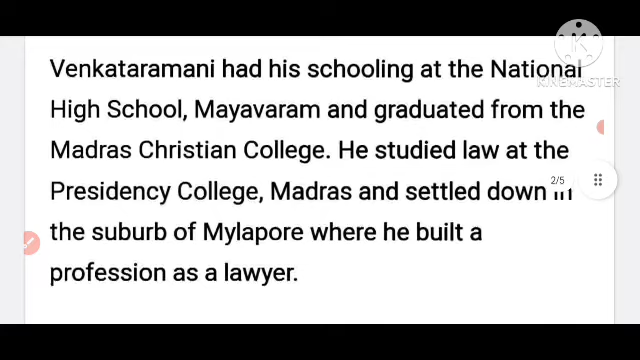 Venkataramani had his schooling at the National
KINEMASTER
High School, Mayavaram and graduated from the
Madras Christian College. He studied law at the
Presidency College, Madras and settled down in
2/5
the suburb of Mylapore where he built a
profession as a lawyer.